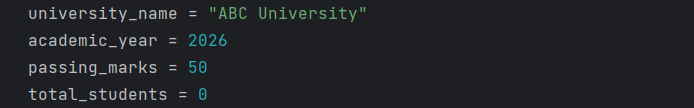 university_name = "ABC University"
academic_year = 2026
passing_marks = 50
total_students = 0